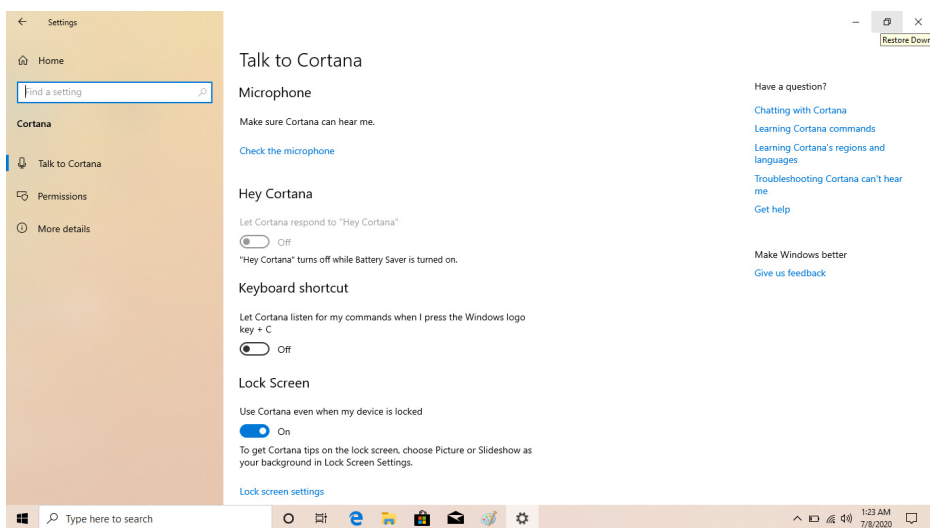 Settings
Restore Down
Home
Find a setting
Cortana
Talk to Cortana
Permissions
More details
Talk to Cortana
Microphone
Make sure Cortana can hear me.
Check the microphone
Hey Cortana
Let Cortana respond to "Hey Cortana"
Off
"Hey Cortana" turns off while Battery Saver is turned on.
Keyboard shortcut
Let Cortana listen for my commands when I press the Windows logo
key + C
Off
Lock Screen
Use Cortana even when my device is locked
On
To get Cortana tips on the lock screen, choose Picture or Slideshow as
your background in Lock Screen Settings.
Lock screen settings
Have a question?
Chatting with Cortana
Learning Cortana commands
Learning Cortana's regions and
languages
Troubleshooting Cortana can't hear
me
Get help
Make Windows better
Give us feedback
Type here to search
1:23 AM
7/8/2020